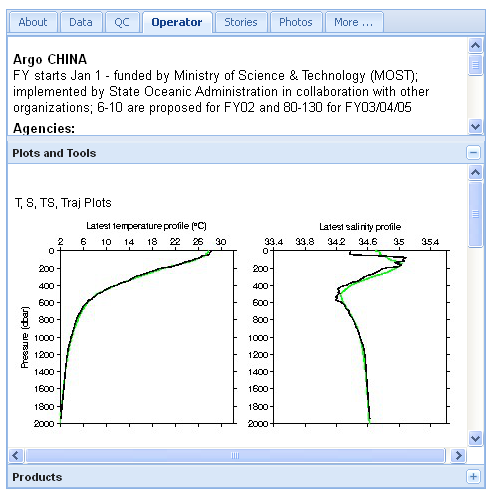 About Data QC Operator Stories Photos More ...
Argo CHINA
FY starts Jan 1 - funded by Ministry of Science & Technology (MOST);
implemented by State Oceanic Administration in collaboration with other
organizations; 6-10 are proposed for FY02 and 80-130 for FY03/04/05
Agencies:
Plots and Tools
T, S, TS, Traj Plots
Latest temperature profile (ºC)
2 6 10 14 18 22 26 30
0
200
400
600
800
1000
1200
1400
1600
1800
2000
Pressure (dbar)
Latest salinity profile
33.4 33.8 34.2 34.6 35 35.4
0
200
400
600
800
1000
1200
1400
1600
1800
2000
Products